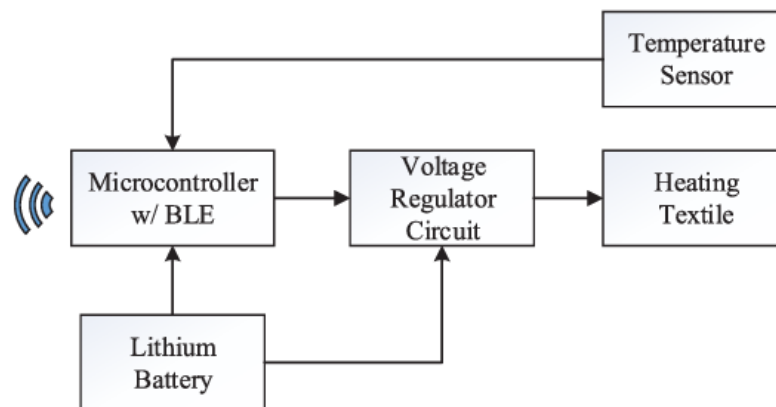 Temperature
Sensor
Microcontroller
w/ BLE
Voltage
Regulator
Circuit
Heating
Textile
Lithium
Battery